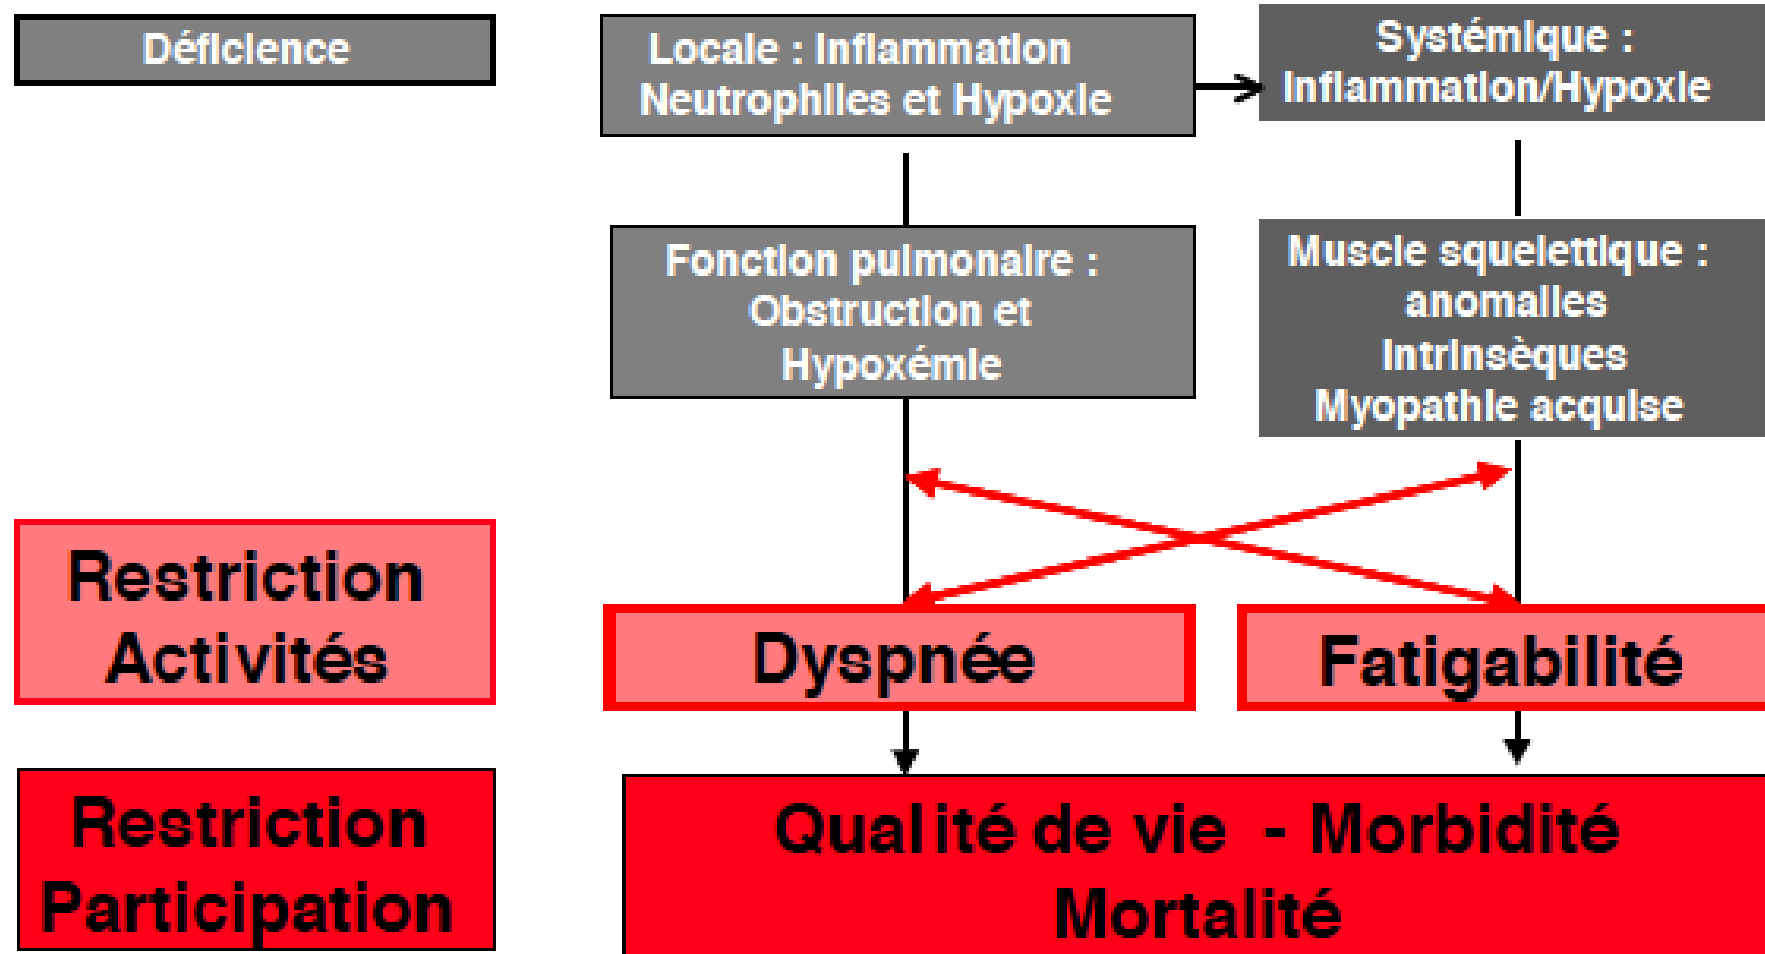 Déficience
Locale : Inflammation
Neutrophiles et Hypoxie
Systémique :
Inflammation/Hypoxie
Fonction pulmonaire :
Obstruction et
Hypoxémie
Muscle squelettique :
anomalies
Intrinsèques
Myopathie acquise
Restriction
Activités
Dyspnée
Fatigabilité
Restriction
Participation
Qualité de vie - Morbidité
Mortalité